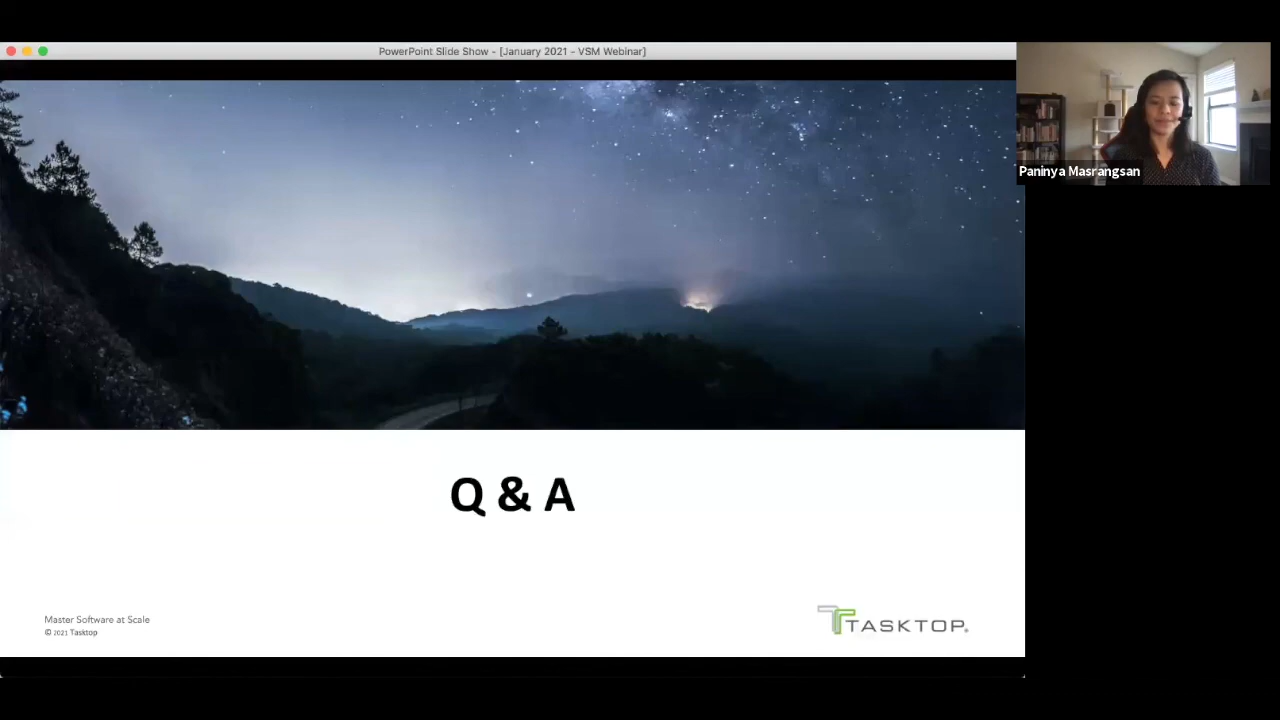 PowerPoint Slide Show - [January 2021 - VSM Webinar]
Paninya Masrangsan
Q & A
Master Software at Scale
© 2021 Tasktop
TASKTOP®